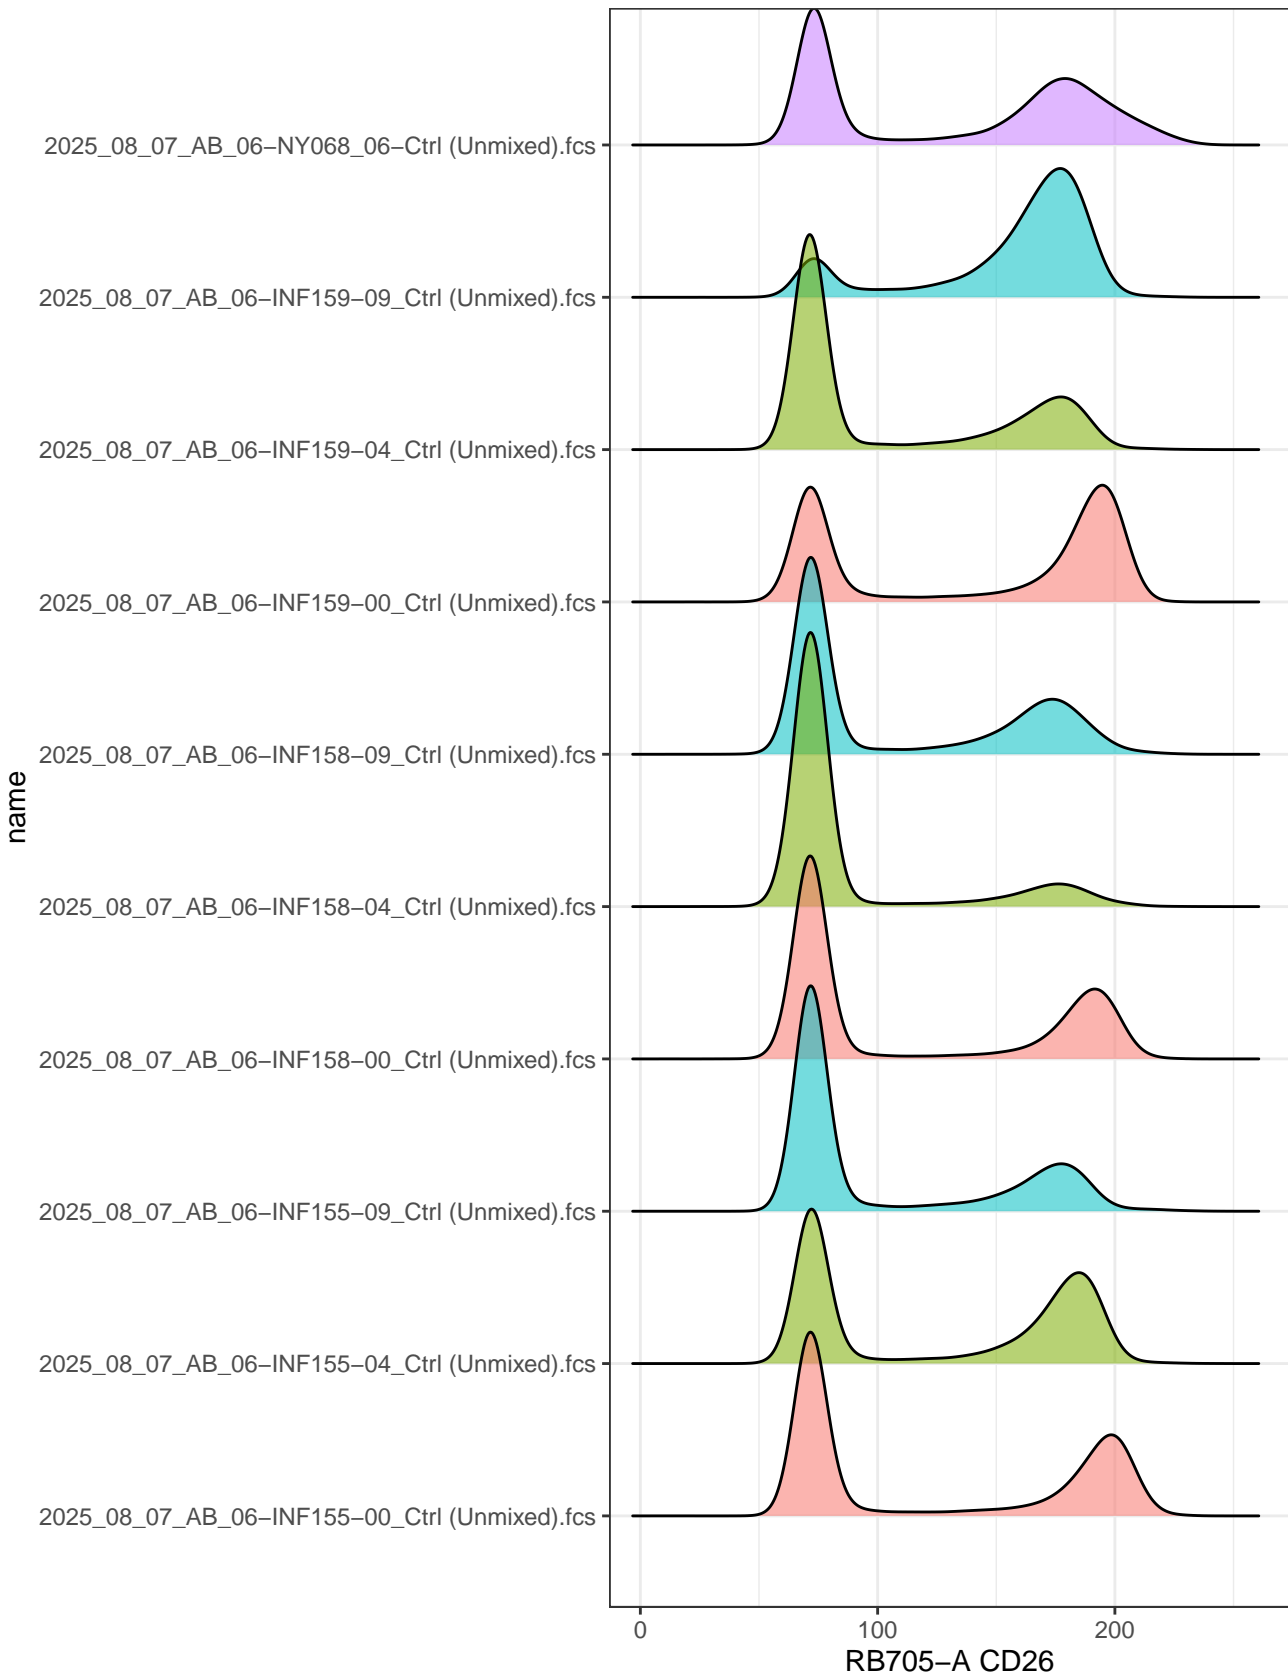 2025_08_07_AB_06−NY068_06−Ctrl (Unmixed).fcs
2025_08_07_AB_06−INF159−09_Ctrl (Unmixed).fcs
2025_08_07_AB_06−INF159−04_Ctrl (Unmixed).fcs
2025_08_07_AB_06−INF159−00_Ctrl (Unmixed).fcs
2025_08_07_AB_06−INF158−09_Ctrl (Unmixed).fcs
name
2025_08_07_AB_06−INF158−04_Ctrl (Unmixed).fcs
2025_08_07_AB_06−INF158−00_Ctrl (Unmixed).fcs
2025_08_07_AB_06−INF155−09_Ctrl (Unmixed).fcs
2025_08_07_AB_06−INF155−04_Ctrl (Unmixed).fcs
2025_08_07_AB_06−INF155−00_Ctrl (Unmixed).fcs
0 100 200
RB705−A CD26